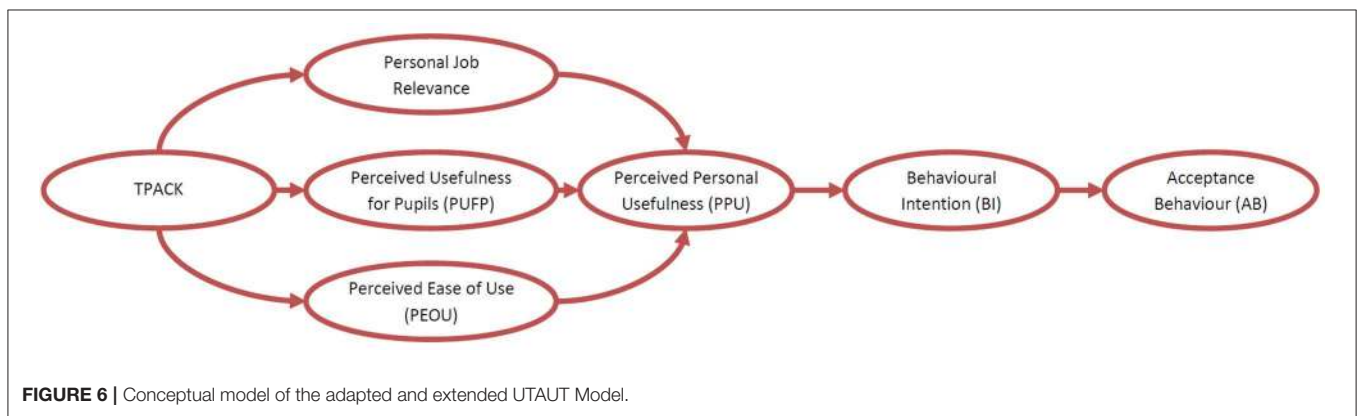 Personal Job
Relevance
TPACK
Perceived Usefulness
for Pupils (PUFP)
Perceived Personal
Usefulness (PPU)
Behavioural
Intention (BI)
Acceptance
Behaviour (AB)
Perceived Ease of Use
(PEOU)
FIGURE 6 | Conceptual model of the adapted and extended UTAUT Model.